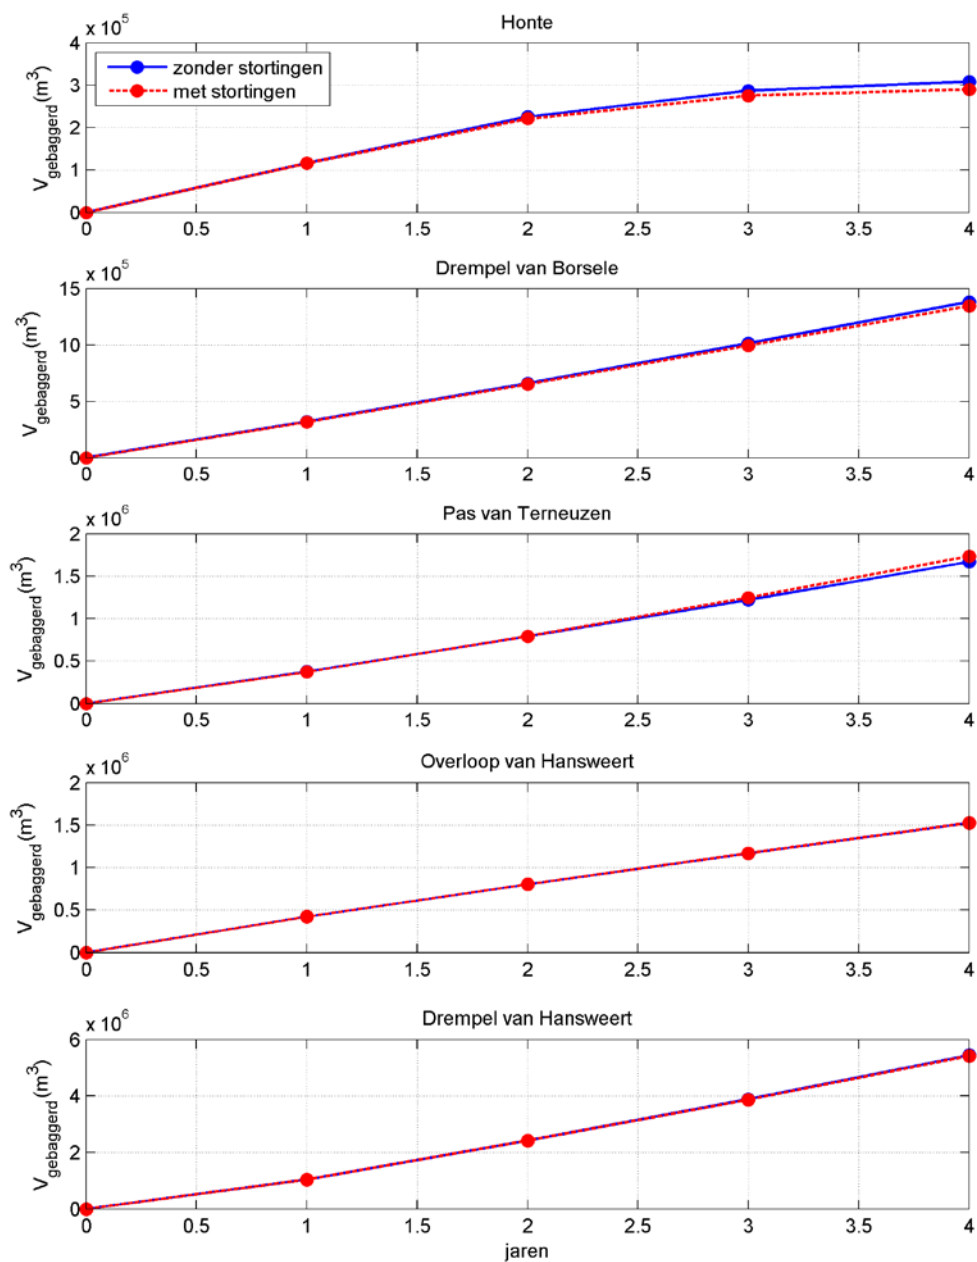 Honte
x 10^5
4
3
2
1
0
V_gebaggerd (m^3)
zonder stortingen
met stortingen
0 0.5 1 1.5 2 2.5 3 3.5 4
Drempel van Borsele
x 10^5
15
10
5
0
V_gebaggerd (m^3)
0 0.5 1 1.5 2 2.5 3 3.5 4
Pas van Terneuzen
x 10^6
2
1.5
1
0.5
0
V_gebaggerd (m^3)
0 0.5 1 1.5 2 2.5 3 3.5 4
Overloop van Hansweert
x 10^6
2
1.5
1
0.5
0
V_gebaggerd (m^3)
0 0.5 1 1.5 2 2.5 3 3.5 4
Drempel van Hansweert
x 10^6
6
4
2
0
V_gebaggerd (m^3)
0 0.5 1 1.5 2 2.5 3 3.5 4
jaren